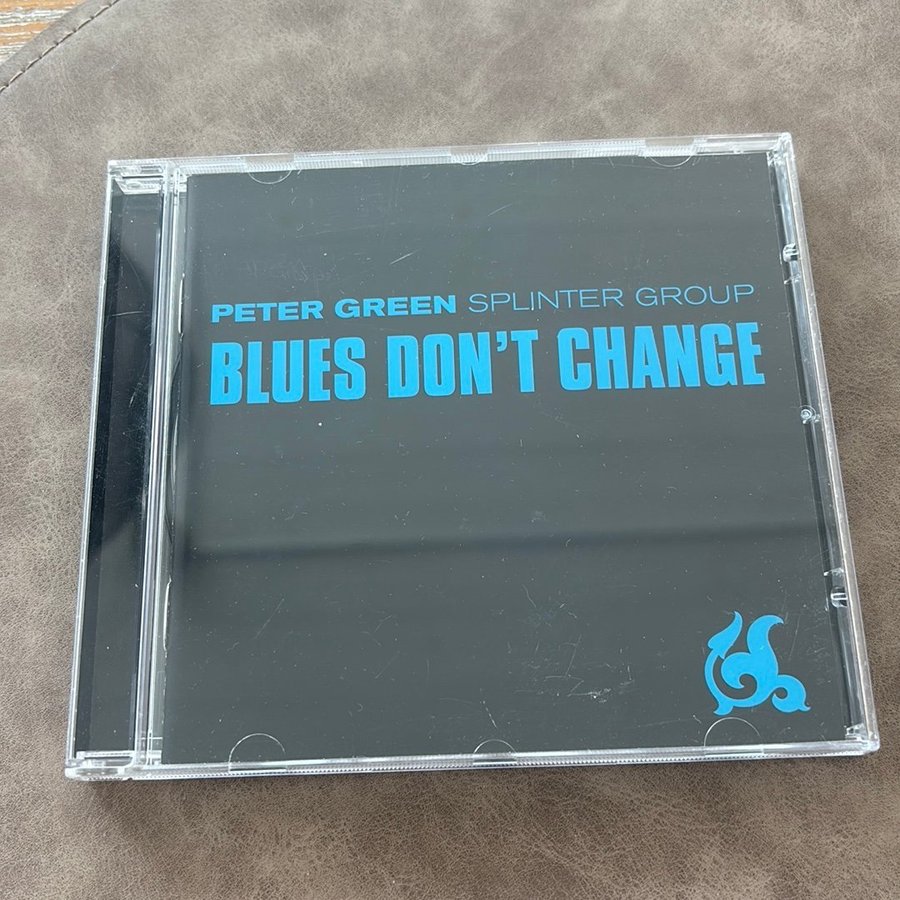 PETER GREEN SPLINTER GROUP
BLUES DON'T CHANGE